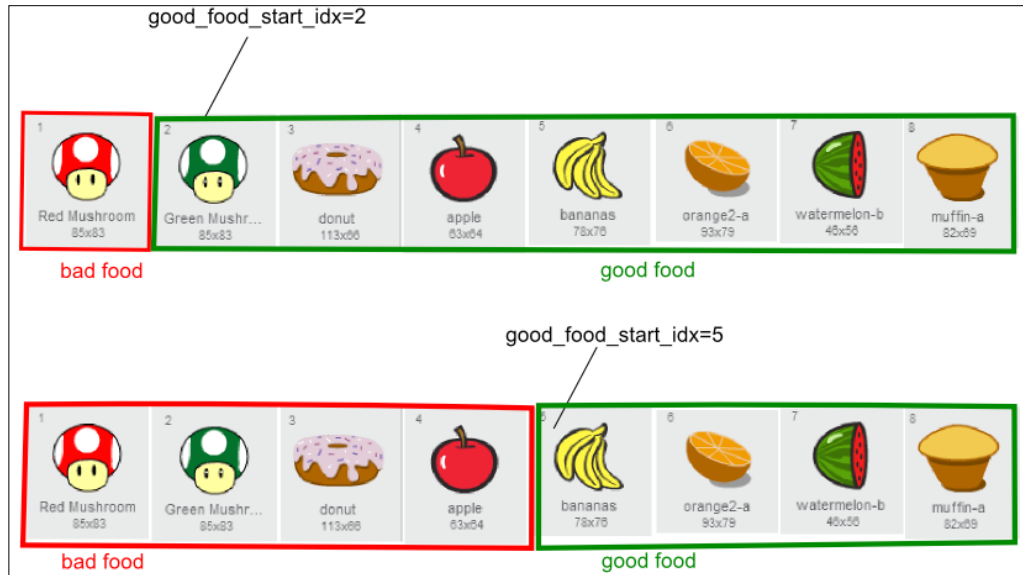 good_food_start_idx=2
1 2 3 4 5 6 7 8
Red Mushroom Green Mushr... donut apple bananas orange2-a watermelon-b muffin-a
85x83 85x83 113x66 63x64 78x76 93x79 46x56 82x69
bad food good food
good_food_start_idx=5
1 2 3 4 5 6 7 8
Red Mushroom Green Mushr... donut apple bananas orange2-a watermelon-b muffin-a
85x83 85x83 113x66 63x64 78x76 93x79 46x56 82x69
bad food good food